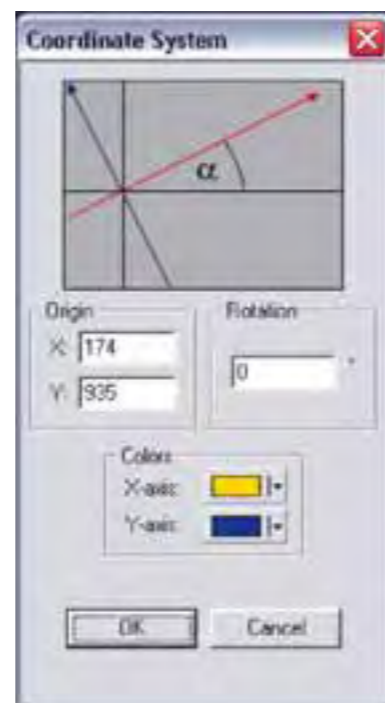 Coordinate System
α
Origin
X: 174
Y: 935
Rotation
0 °
Colors
X-axis:
Y-axis:
OK
Cancel